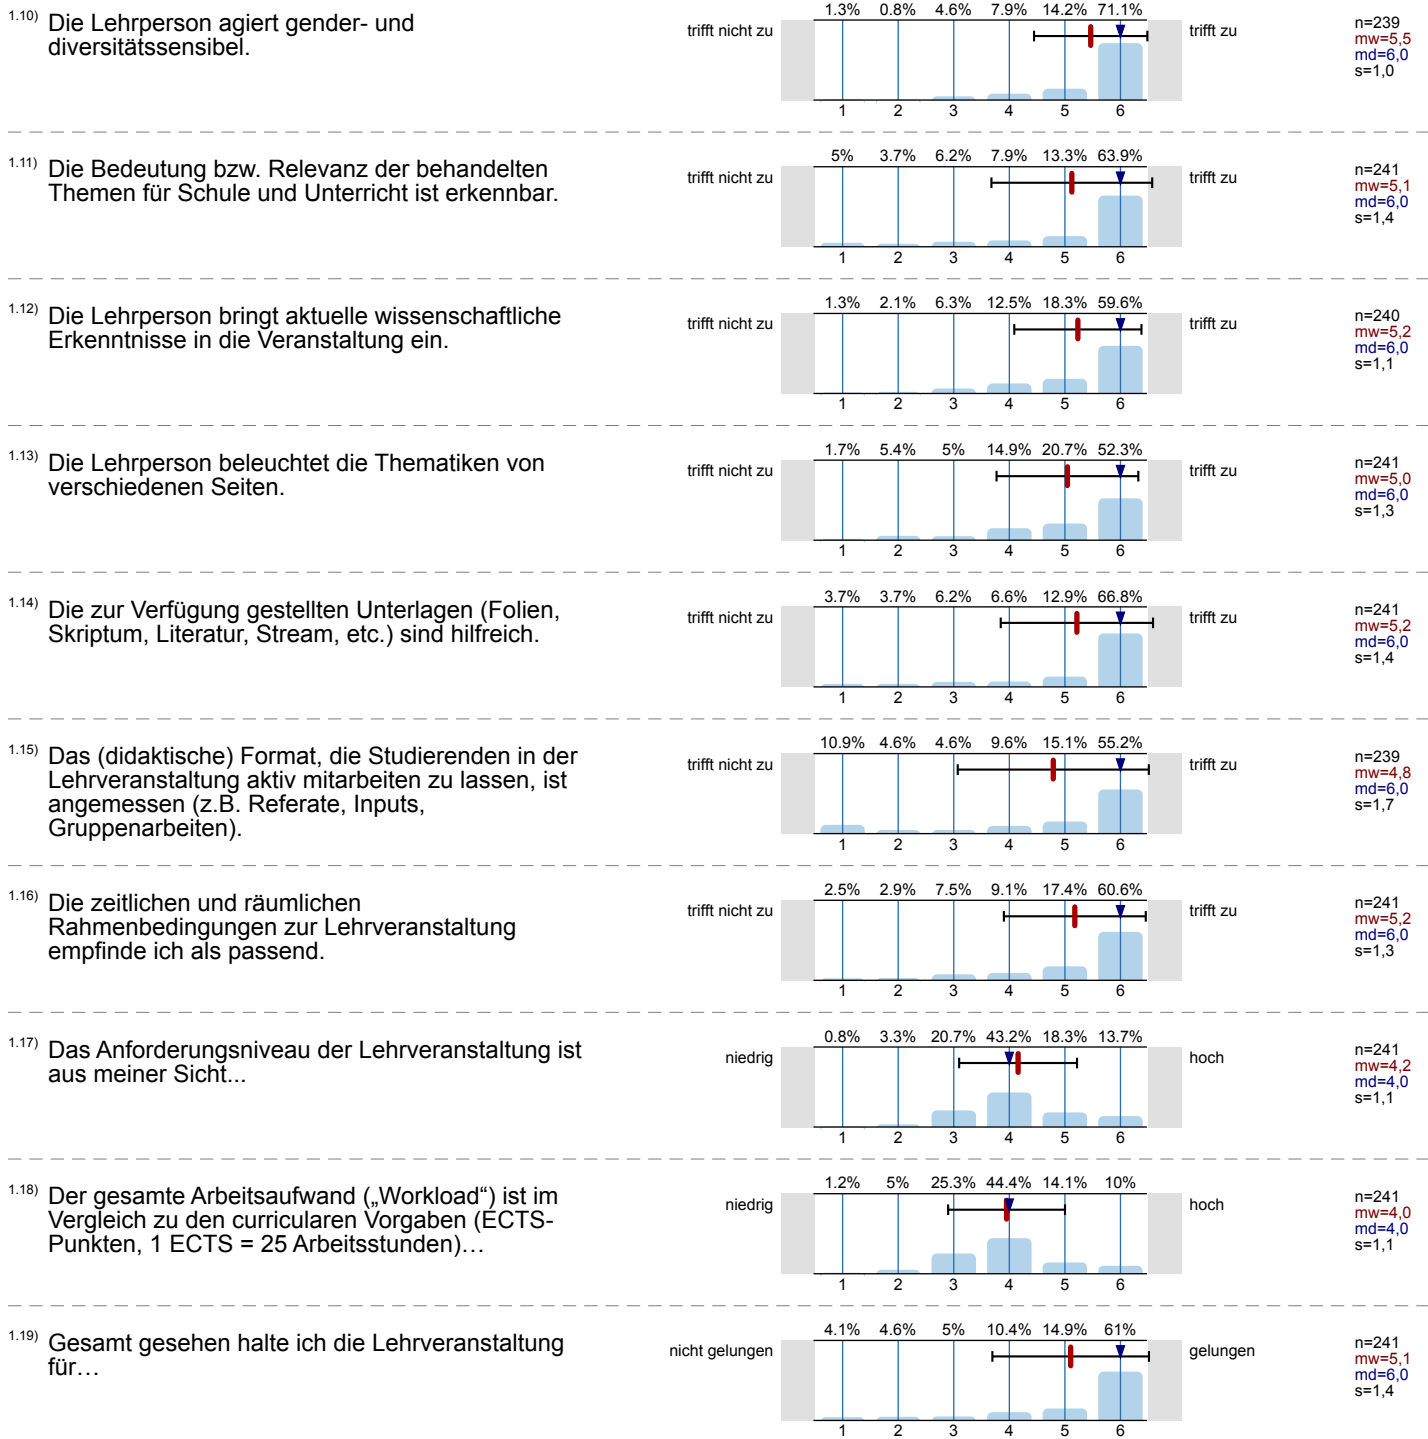 1.10) Die Lehrperson agiert gender- und
diversitätssensibel.
trifft nicht zu
1.3% 0.8% 4.6% 7.9% 14.2% 71.1%
1 2 3 4 5 6
trifft zu
n=239
mw=5,5
md=6,0
s=1,0
1.11) Die Bedeutung bzw. Relevanz der behandelten
Themen für Schule und Unterricht ist erkennbar.
trifft nicht zu
5% 3.7% 6.2% 7.9% 13.3% 63.9%
1 2 3 4 5 6
trifft zu
n=241
mw=5,1
md=6,0
s=1,4
1.12) Die Lehrperson bringt aktuelle wissenschaftliche
Erkenntnisse in die Veranstaltung ein.
trifft nicht zu
1.3% 2.1% 6.3% 12.5% 18.3% 59.6%
1 2 3 4 5 6
trifft zu
n=240
mw=5,2
md=6,0
s=1,1
1.13) Die Lehrperson beleuchtet die Thematiken von
verschiedenen Seiten.
trifft nicht zu
1.7% 5.4% 5% 14.9% 20.7% 52.3%
1 2 3 4 5 6
trifft zu
n=241
mw=5,0
md=6,0
s=1,3
1.14) Die zur Verfügung gestellten Unterlagen (Folien,
Skriptum, Literatur, Stream, etc.) sind hilfreich.
trifft nicht zu
3.7% 3.7% 6.2% 6.6% 12.9% 66.8%
1 2 3 4 5 6
trifft zu
n=241
mw=5,2
md=6,0
s=1,4
1.15) Das (didaktische) Format, die Studierenden in der
Lehrveranstaltung aktiv mitarbeiten zu lassen, ist
angemessen (z.B. Referate, Inputs,
Gruppenarbeiten).
trifft nicht zu
10.9% 4.6% 4.6% 9.6% 15.1% 55.2%
1 2 3 4 5 6
trifft zu
n=239
mw=4,8
md=6,0
s=1,7
1.16) Die zeitlichen und räumlichen
Rahmenbedingungen zur Lehrveranstaltung
empfinde ich als passend.
trifft nicht zu
2.5% 2.9% 7.5% 9.1% 17.4% 60.6%
1 2 3 4 5 6
trifft zu
n=241
mw=5,2
md=6,0
s=1,3
1.17) Das Anforderungsniveau der Lehrveranstaltung ist
aus meiner Sicht...
niedrig
0.8% 3.3% 20.7% 43.2% 18.3% 13.7%
1 2 3 4 5 6
hoch
n=241
mw=4,2
md=4,0
s=1,1
1.18) Der gesamte Arbeitsaufwand („Workload“) ist im
Vergleich zu den curricularen Vorgaben (ECTS-
Punkten, 1 ECTS = 25 Arbeitsstunden)…
niedrig
1.2% 5% 25.3% 44.4% 14.1% 10%
1 2 3 4 5 6
hoch
n=241
mw=4,0
md=4,0
s=1,1
1.19) Gesamt gesehen halte ich die Lehrveranstaltung
für…
nicht gelungen
4.1% 4.6% 5% 10.4% 14.9% 61%
1 2 3 4 5 6
gelungen
n=241
mw=5,1
md=6,0
s=1,4